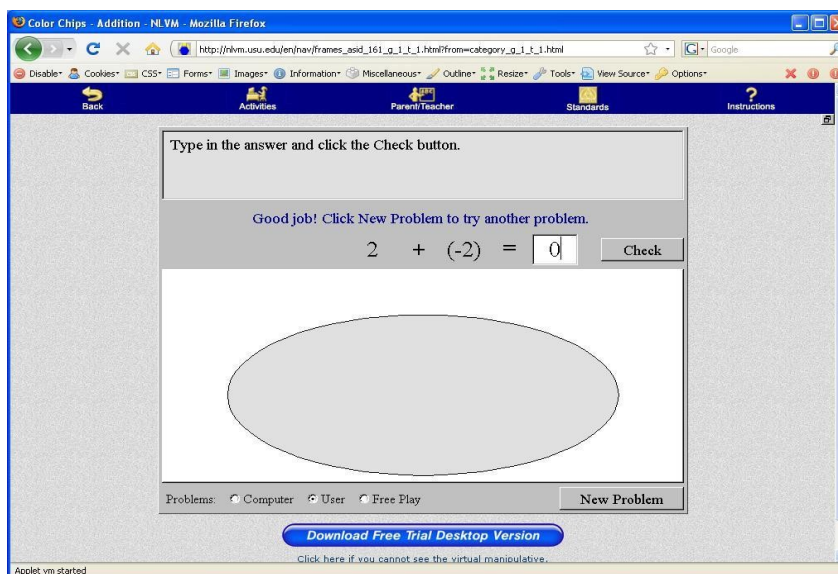 Color Chips - Addition - NLVM - Mozilla Firefox
http://nlvm.usu.edu/en/nav/frames_asid_161_g_1_t_1.html?from=category_g_1_t_1.html
Google
Disable Cookies CSS Forms Images Information Miscellaneous Outline Resize Tools View Source Options
Back Activities Parent/Teacher Standards Instructions
Type in the answer and click the Check button.
Good job! Click New Problem to try another problem.
2 + (-2) = 0 Check
Problems: Computer User Free Play New Problem
Download Free Trial Desktop Version
Click here if you cannot see the virtual manipulative.
Applet vm started